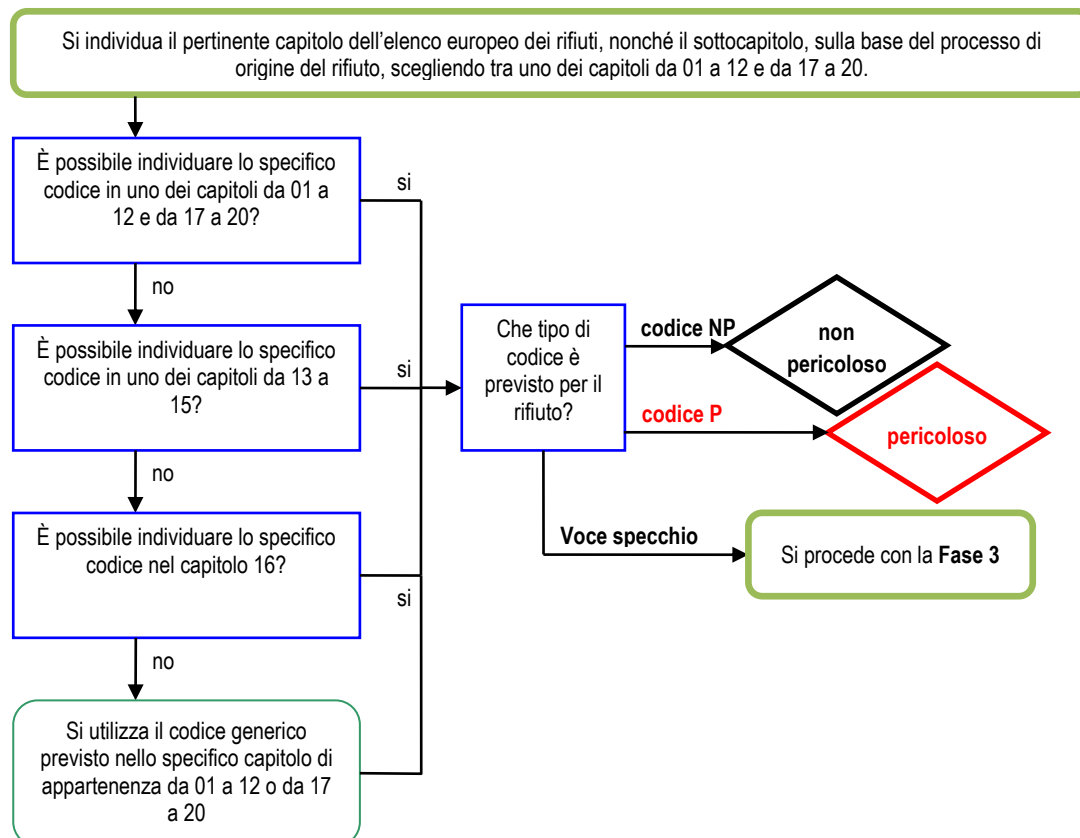 Si individua il pertinente capitolo dell'elenco europeo dei rifiuti, nonché il sottocapitolo, sulla base del processo di
origine del rifiuto, scegliendo tra uno dei capitoli da 01 a 12 e da 17 a 20.
È possibile individuare lo specifico
codice in uno dei capitoli da 01 a
12 e da 17 a 20?
si
no
È possibile individuare lo specifico
codice in uno dei capitoli da 13 a
15?
si
no
È possibile individuare lo specifico
codice nel capitolo 16?
si
no
Si utilizza il codice generico
previsto nello specifico capitolo di
appartenenza da 01 a 12 o da 17
a 20
Che tipo di
codice è
previsto per il
rifiuto?
codice NP
non
pericoloso
codice P
pericoloso
Voce specchio
Si procede con la Fase 3